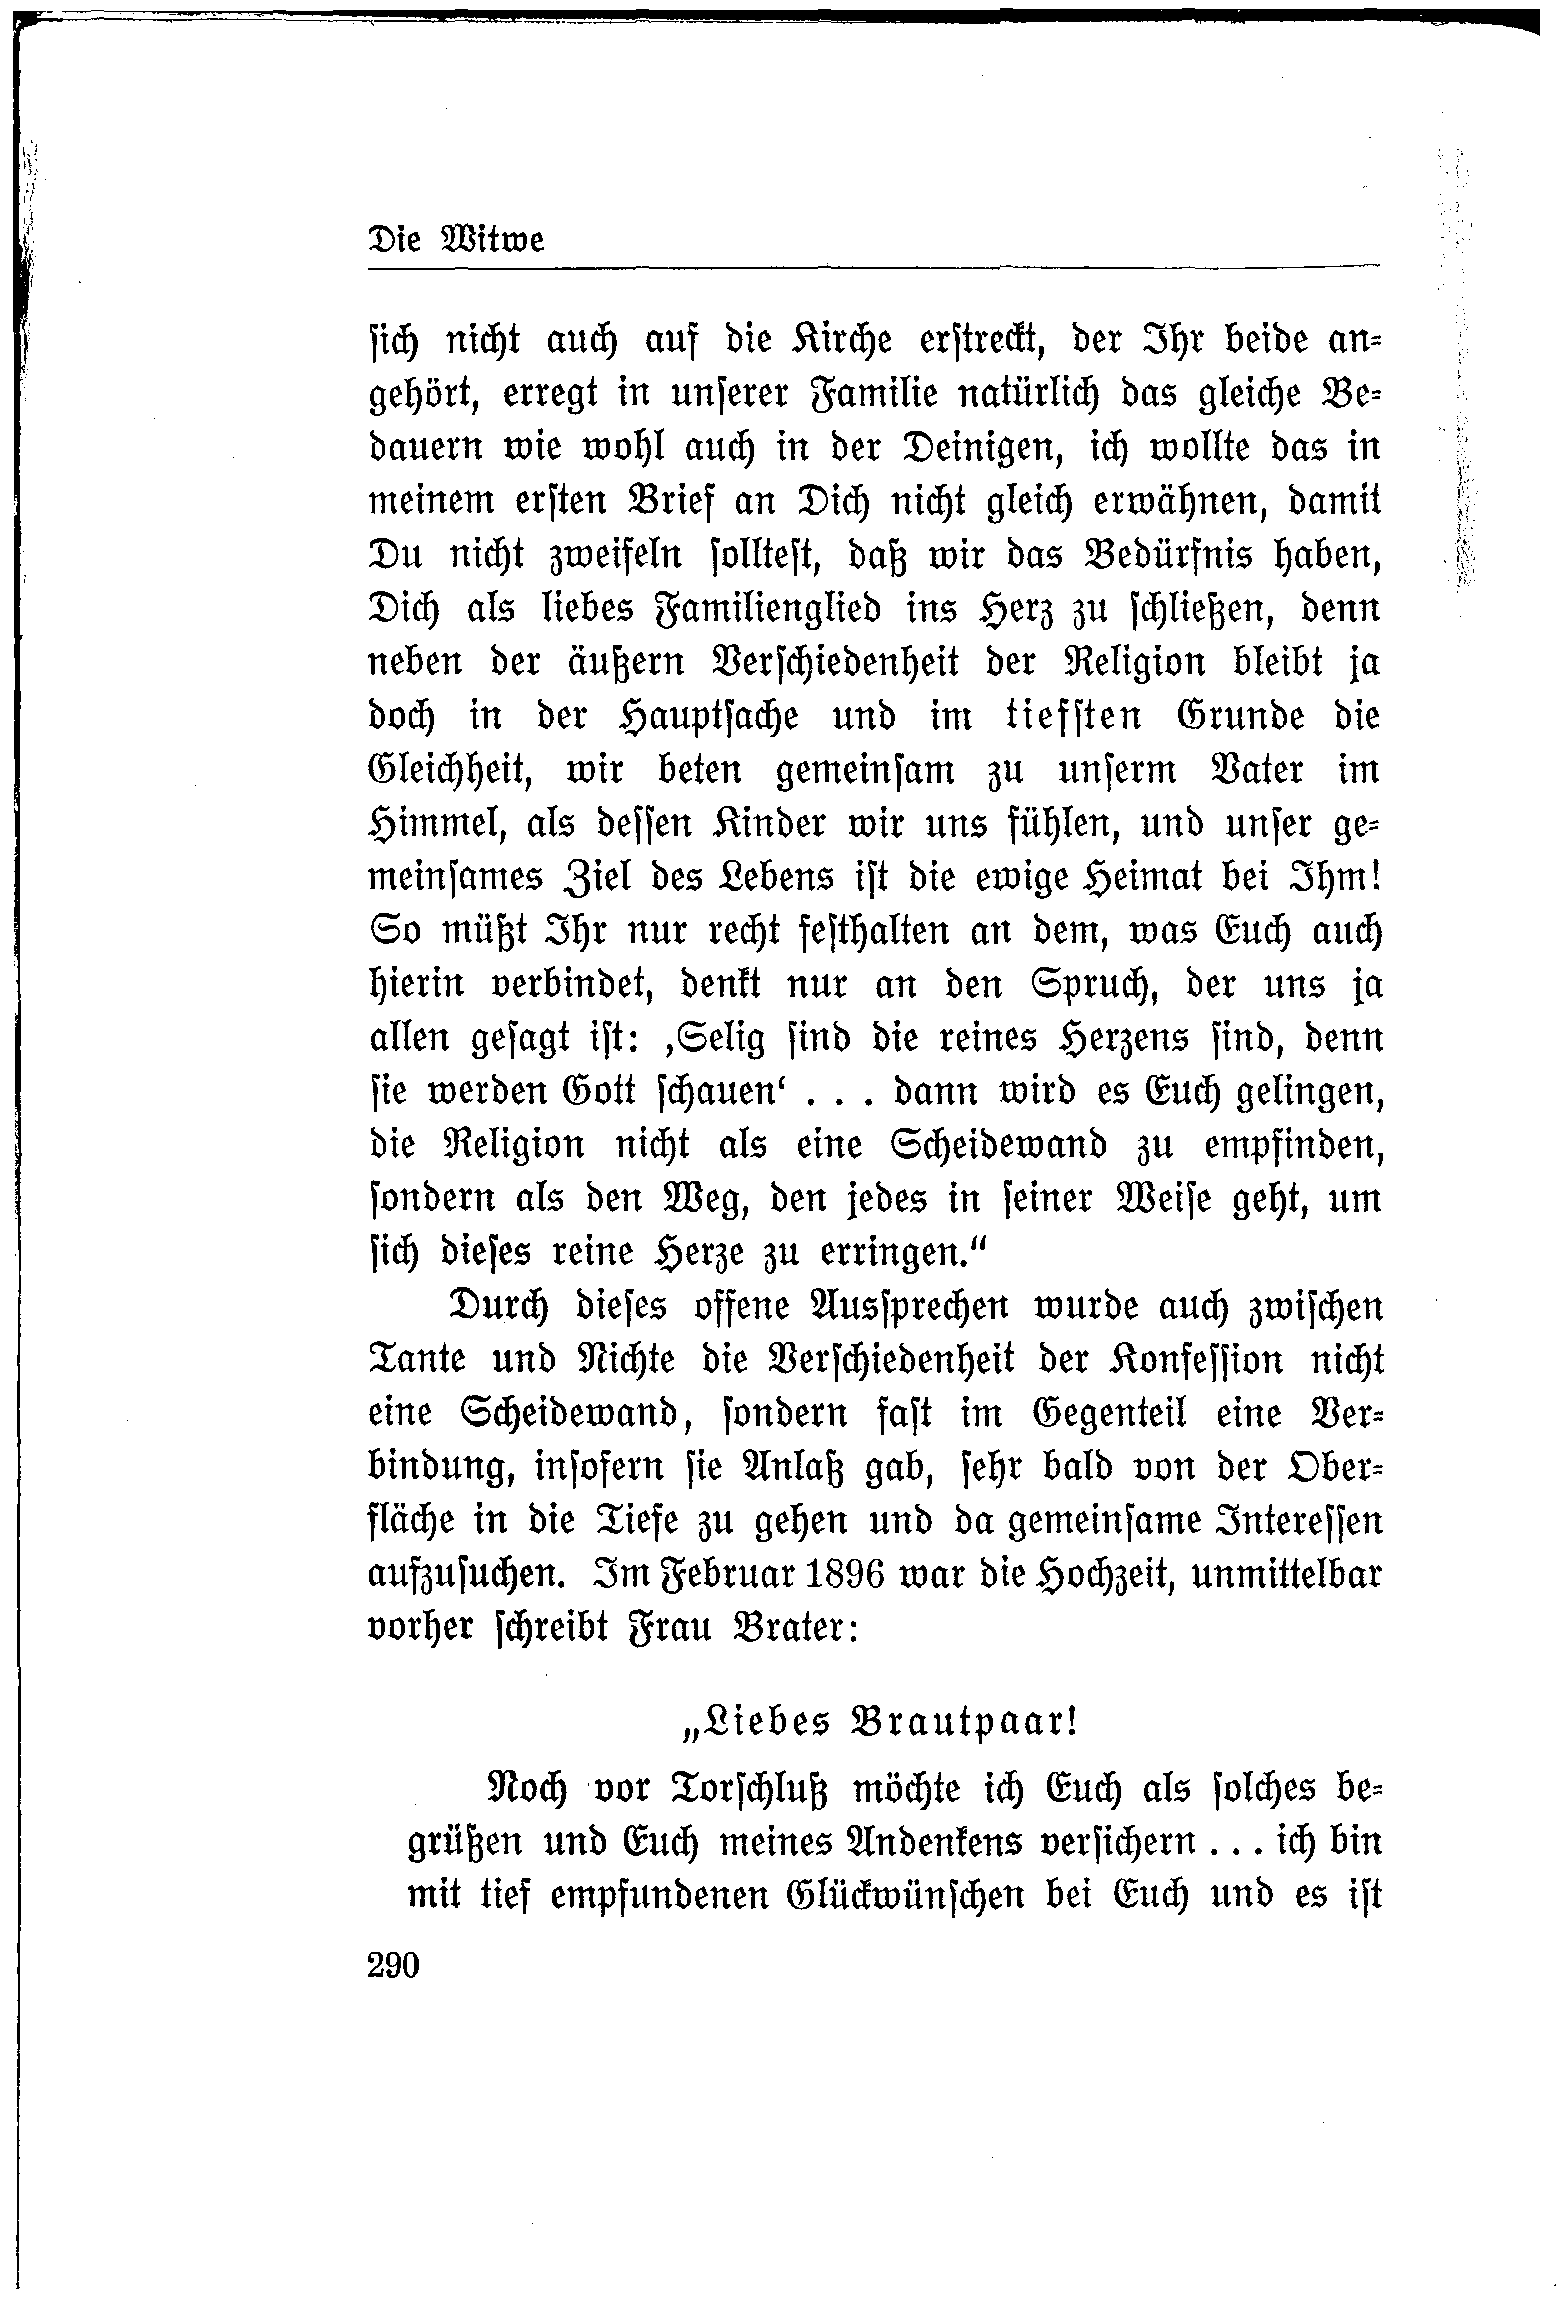 Die Witwe
sich nicht auch auf die Kirche erstreckt, der Ihr beide an-
gehört, erregt in unserer Familie natürlich das gleiche Be-
dauern wie wohl auch in der Deinigen, ich wollte das in
meinem ersten Brief an Dich nicht gleich erwähnen, damit
Du nicht zweifeln solltest, daß wir das Bedürfnis haben,
Dich als liebes Familienglied ins Herz zu schließen, denn
neben der äußern Verschiedenheit der Religion bleibt ja
doch in der Hauptsache und im tiefsten Grunde die
Gleichheit, wir beten gemeinsam zu unserm Vater im
Himmel, als dessen Kinder wir uns fühlen, und unser ge-
meinsames Ziel des Lebens ist die ewige Heimat bei Ihm!
So müßt Ihr nur recht festhalten an dem, was Euch auch
hierin verbindet, denkt nur an den Spruch, der uns ja
allen gesagt ist: ‚Selig sind die reines Herzens sind, denn
sie werden Gott schauen‘ . . . dann wird es Euch gelingen,
die Religion nicht als eine Scheidewand zu empfinden,
sondern als den Weg, den jedes in seiner Weise geht, um
sich dieses reine Herze zu erringen.“
Durch dieses offene Aussprechen wurde auch zwischen
Tante und Nichte die Verschiedenheit der Konfession nicht
eine Scheidewand, sondern fast im Gegenteil eine Ver-
bindung, insofern sie Anlaß gab, sehr bald von der Ober-
fläche in die Tiefe zu gehen und da gemeinsame Interessen
aufzusuchen. Im Februar 1896 war die Hochzeit, unmittelbar
vorher schreibt Frau Brater:
„Liebes Brautpaar!
Noch vor Torschluß möchte ich Euch als solches be-
grüßen und Euch meines Andenkens versichern . . . ich bin
mit tief empfundenen Glückwünschen bei Euch und es ist
290